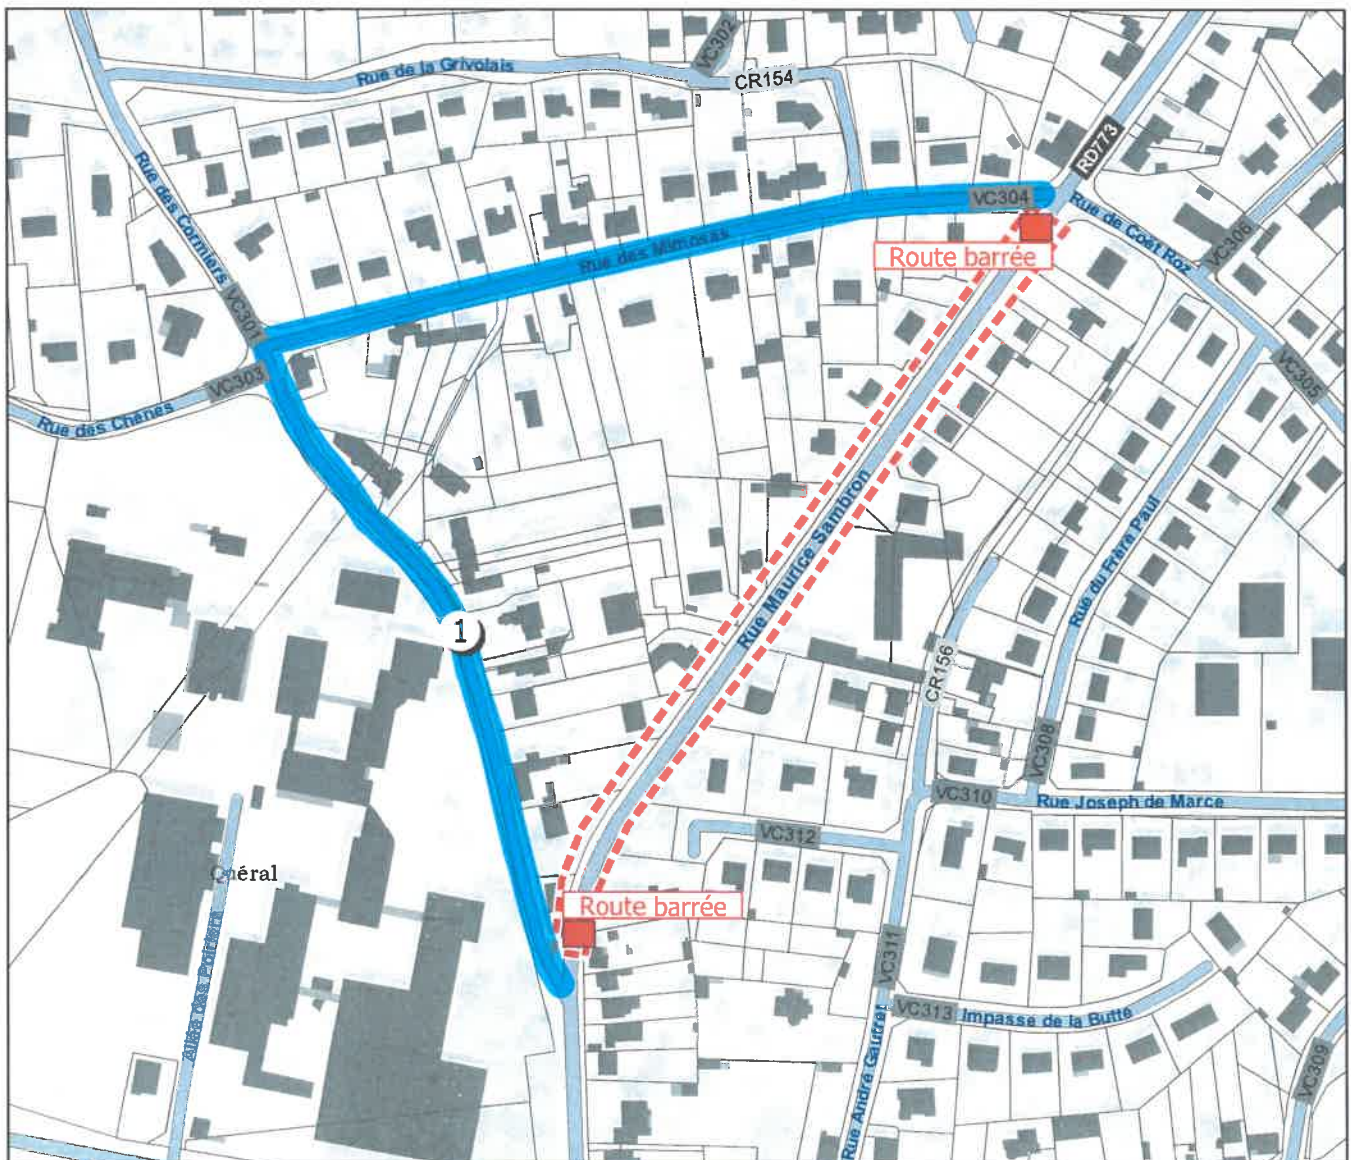 VC302
Rue de la Grivolais
CR154
RD773
Rue des Cormiers
VC304
Rue de Coët Roz
VC306
Rue des Mimosas
Route barrée
VC301
VC303
VC305
Rue des Chênes
Rue Maurice Sambron
Rue du Frère Paul
1
CR156
VC308
VC310
Rue Joseph de Marce
VC312
Quéral
Route barrée
VC311
VC313
Impasse de la Butte
VC309
Rue André Gautret